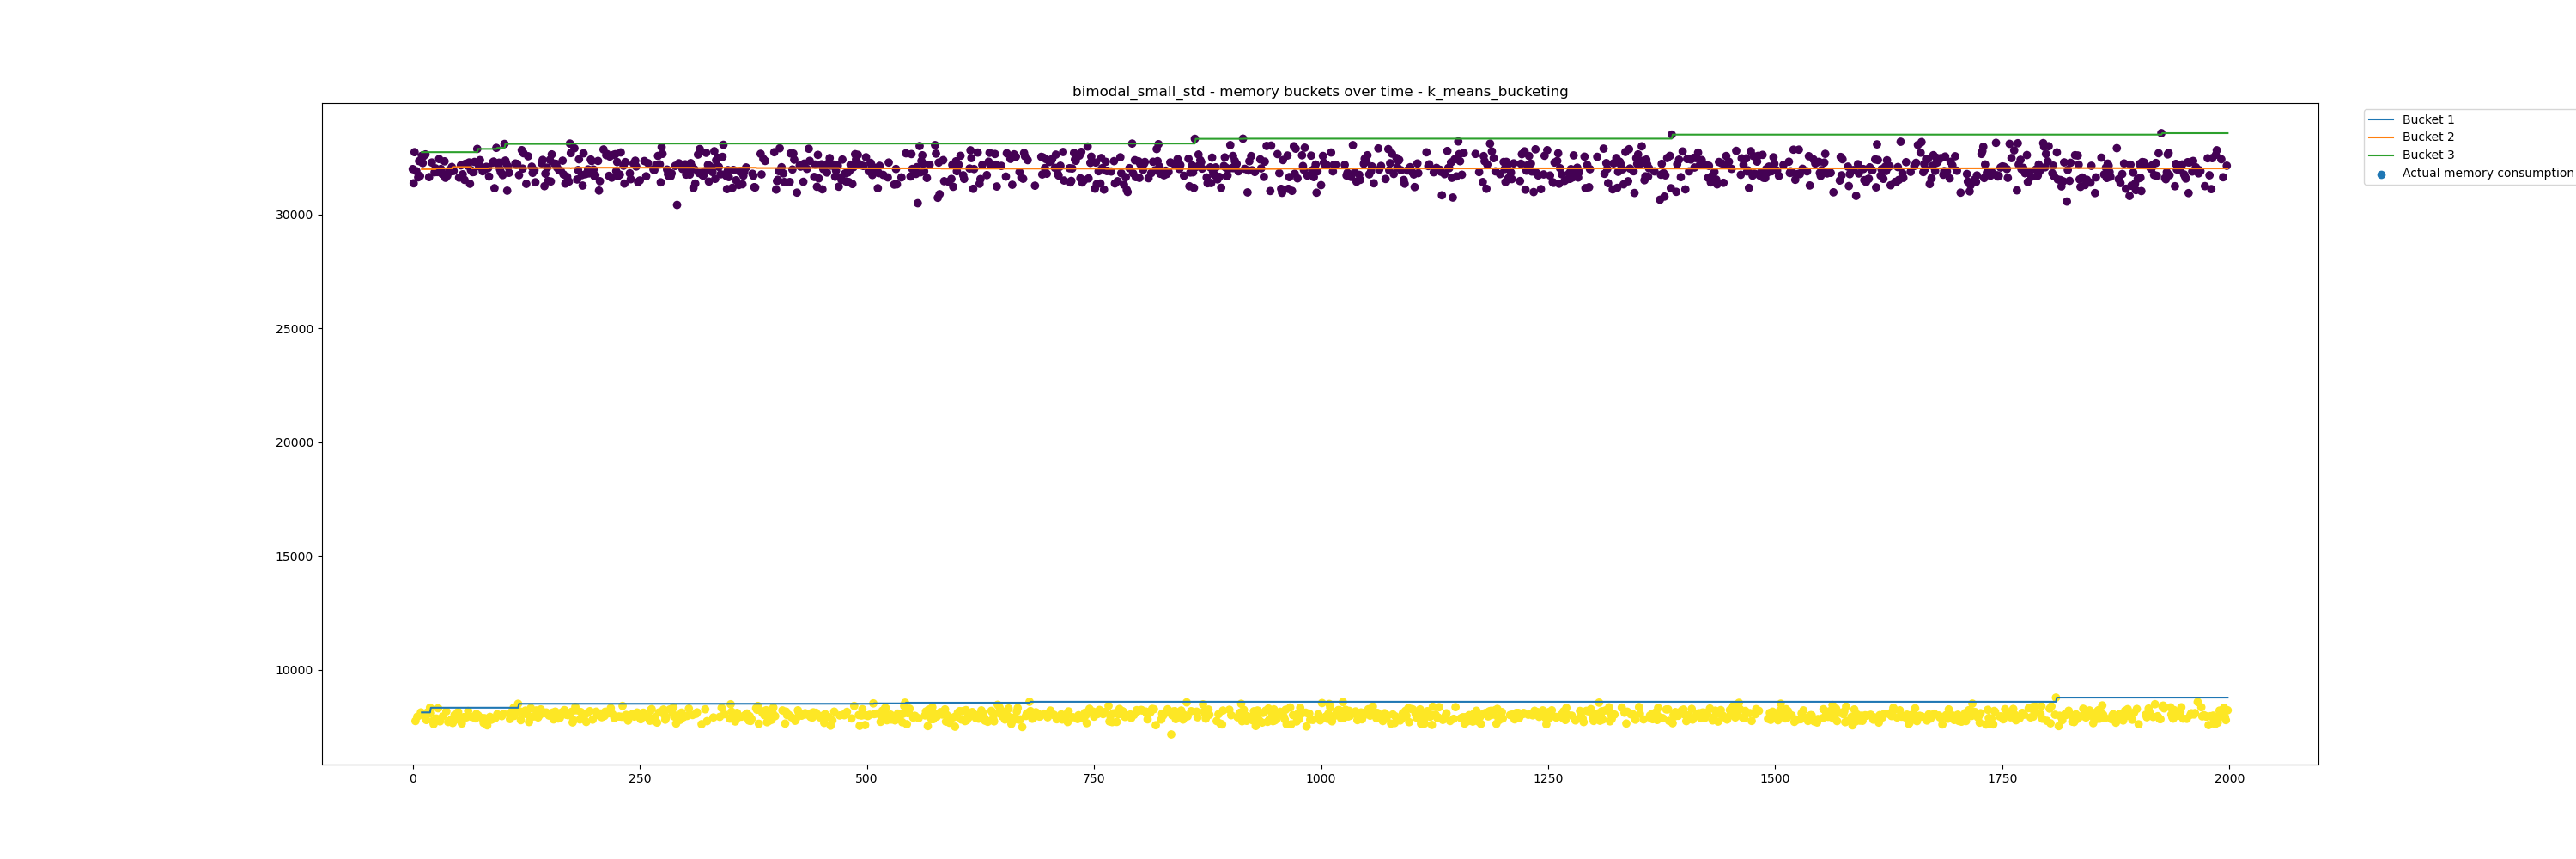 bimodal_small_std - memory buckets over time - k_means_bucketing
Bucket 1
Bucket 2
Bucket 3
Actual memory consumption
30000
25000
20000
15000
10000
0 250 500 750 1000 1250 1500 1750 2000